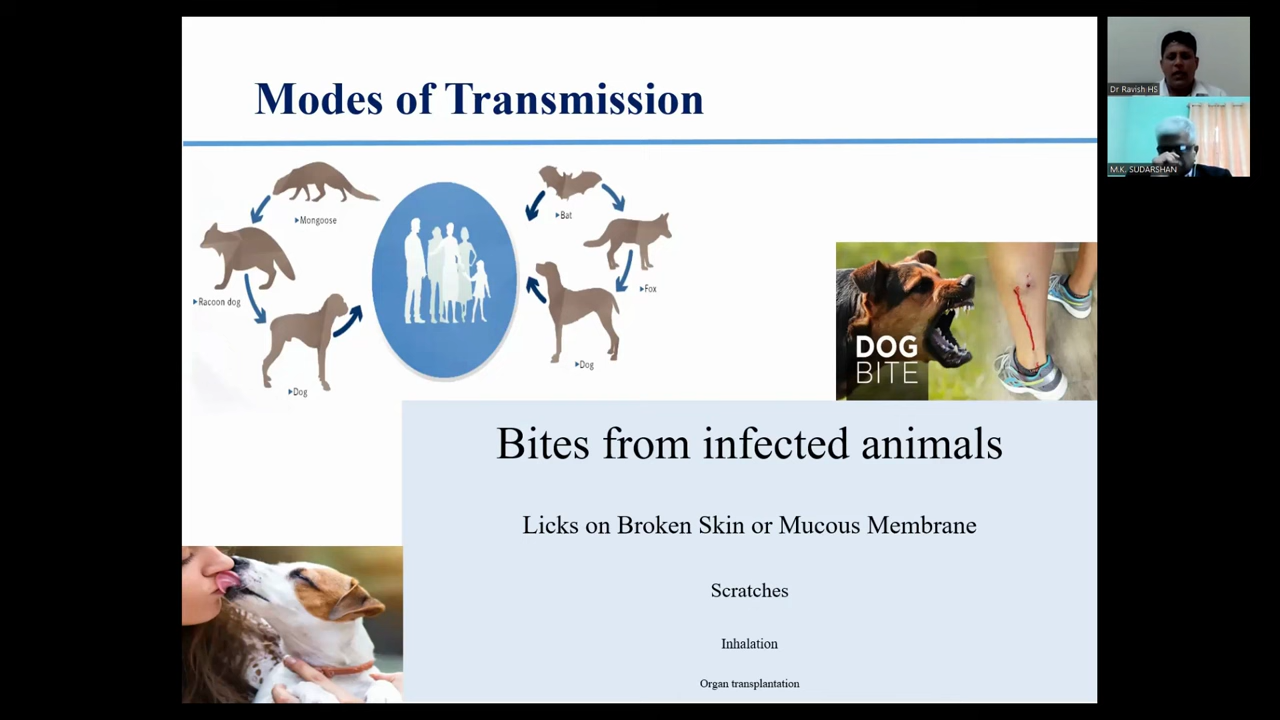 Modes of Transmission
Dr Ravish HS
M.K. SUDARSHAN
Mongoose
Bat
Racoon dog
Fox
Dog
Dog
DOG
BITE
Bites from infected animals
Licks on Broken Skin or Mucous Membrane
Scratches
Inhalation
Organ transplantation